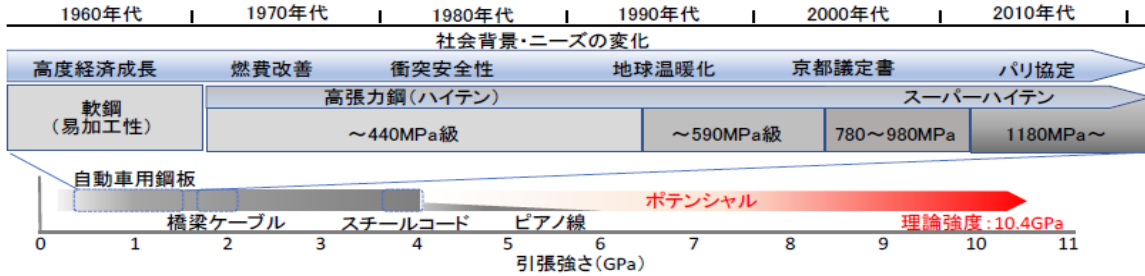 1960年代 1970年代 1980年代 1990年代 2000年代 2010年代
社会背景・ニーズの変化
高度経済成長 燃費改善 衝突安全性 地球温暖化 京都議定書 パリ協定
高張力鋼(ハイテン) スーパーハイテン
軟鋼
(易加工性)
～440MPa級 ～590MPa級 780～980MPa 1180MPa～
自動車用鋼板
ポテンシャル
橋梁ケーブル スチールコード ピアノ線 理論強度:10.4GPa
0 1 2 3 4 5 6 7 8 9 10 11
引張強さ(GPa)